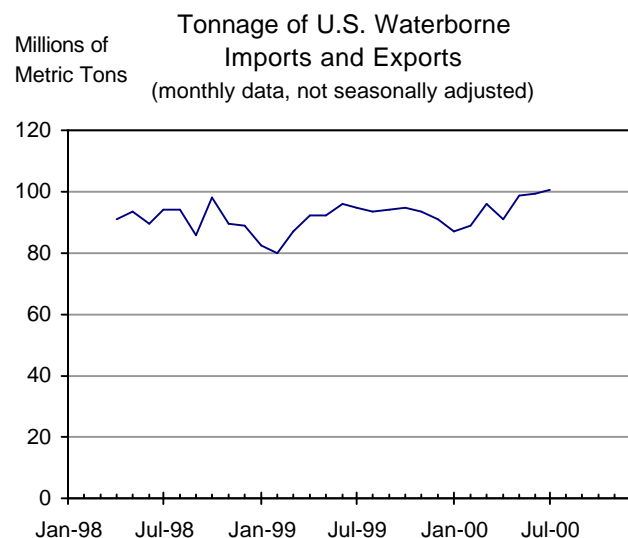 Tonnage of U.S. Waterborne
Imports and Exports
(monthly data, not seasonally adjusted)
Millions of
Metric Tons
120
100
80
60
40
20
0
Jan-98 Jul-98 Jan-99 Jul-99 Jan-00 Jul-00